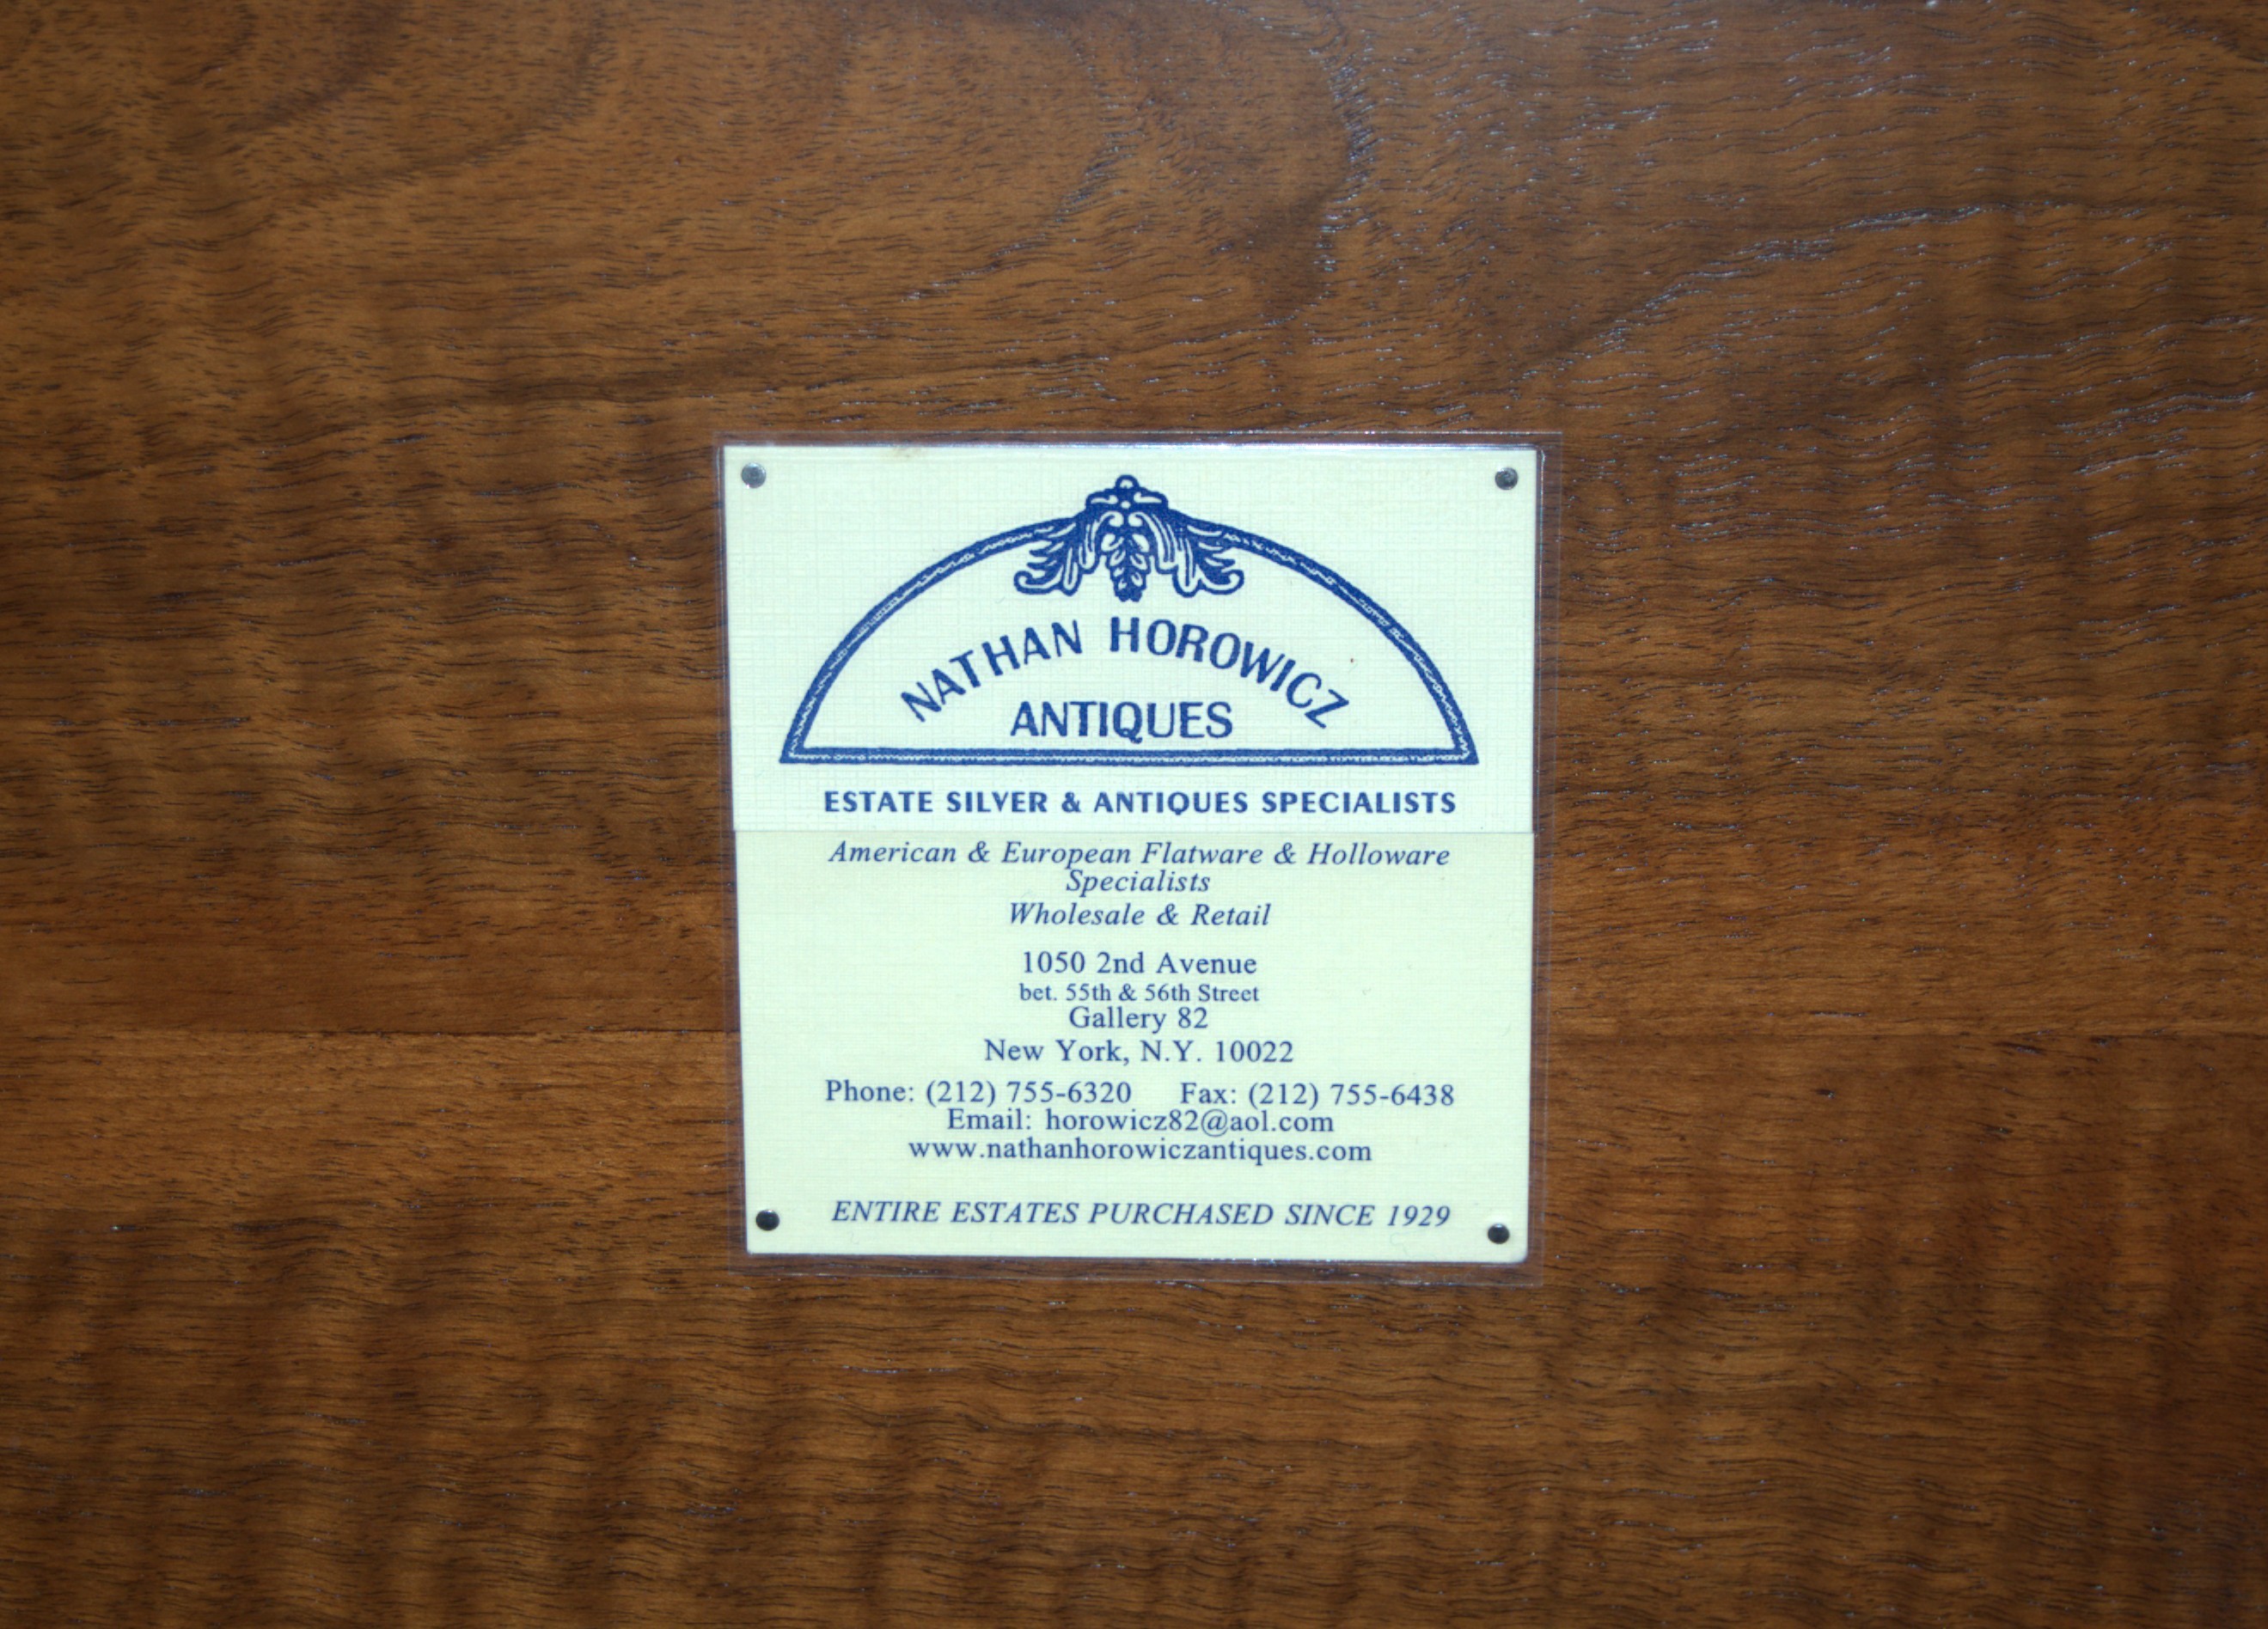 NATHAN HOROWICZ
ANTIQUES
ESTATE SILVER & ANTIQUES SPECIALISTS
American & European Flatware & Holloware
Specialists
Wholesale & Retail
1050 2nd Avenue
bet. 55th & 56th Street
Gallery 82
New York, N.Y. 10022
Phone: (212) 755-6320 Fax: (212) 755-6438
Email: horowicz82@aol.com
www.nathanhorowiczantiques.com
ENTIRE ESTATES PURCHASED SINCE 1929